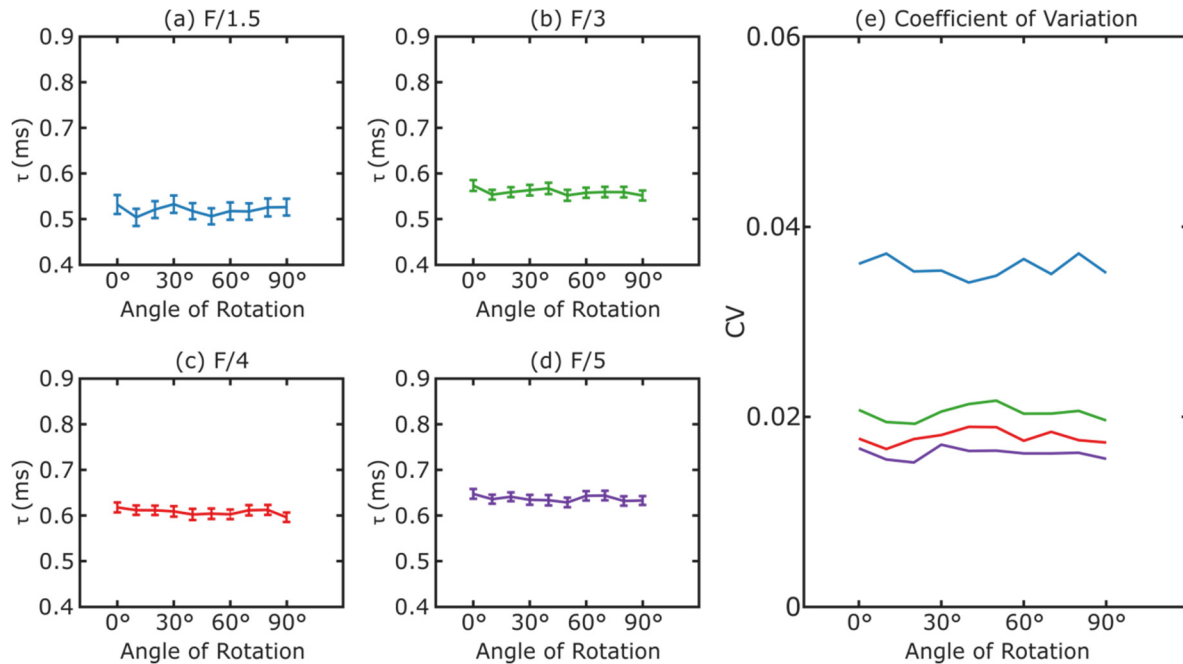 (a) F/1.5
0.9
0.8
0.7
0.6
0.5
0.4
τ (ms)
0° 30° 60° 90°
Angle of Rotation
(b) F/3
0.9
0.8
0.7
0.6
0.5
0.4
τ (ms)
0° 30° 60° 90°
Angle of Rotation
(c) F/4
0.9
0.8
0.7
0.6
0.5
0.4
τ (ms)
0° 30° 60° 90°
Angle of Rotation
(d) F/5
0.9
0.8
0.7
0.6
0.5
0.4
τ (ms)
0° 30° 60° 90°
Angle of Rotation
(e) Coefficient of Variation
0.06
0.04
0.02
0
CV
0° 30° 60° 90°
Angle of Rotation